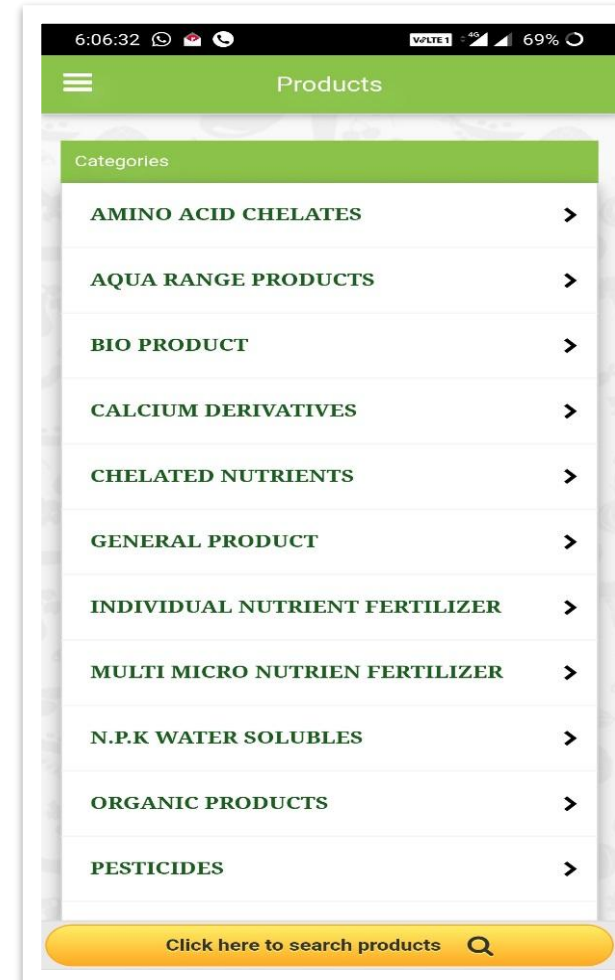 6:06:32 VoLTE 1 4G 69%
Products
Categories
AMINO ACID CHELATES
AQUA RANGE PRODUCTS
BIO PRODUCT
CALCIUM DERIVATIVES
CHELATED NUTRIENTS
GENERAL PRODUCT
INDIVIDUAL NUTRIENT FERTILIZER
MULTI MICRO NUTRIEN FERTILIZER
N.P.K WATER SOLUBLES
ORGANIC PRODUCTS
PESTICIDES
Click here to search products